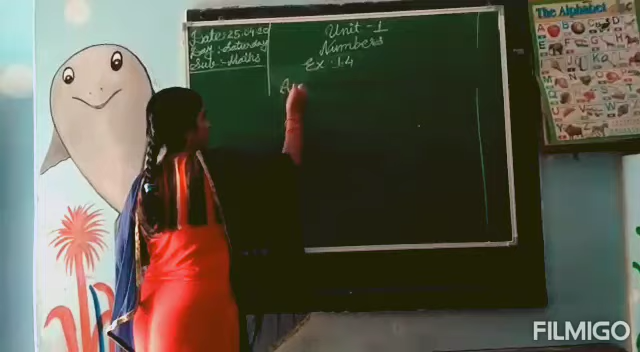 Date: 25.04.20
Day: Saturday
Sub: Maths
Unit-1
Numbers
Ex : 1.4
The Alphabet
FILMIGO